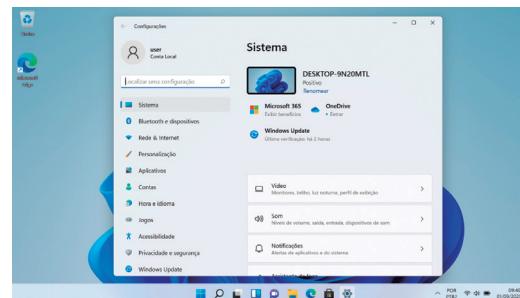 Configurações
user
Conta Local
Localizar uma configuração
Sistema
Bluetooth e dispositivos
Rede & Internet
Personalização
Aplicativos
Contas
Hora e idioma
Jogos
Acessibilidade
Privacidade e segurança
Windows Update
Sistema
DESKTOP-9N20MTL
Positivo
Renomear
Microsoft 365
Exibir benefícios
OneDrive
• Entrar
Windows Update
Última verificação: há 2 horas
Vídeo
Monitores, brilho, luz noturna, perfil de exibição
Som
Níveis de volume, saída, entrada, dispositivos de som
Notificações
Alertas de aplicativos e do sistema
Microsoft
Edge
POR
PTB2
09:40